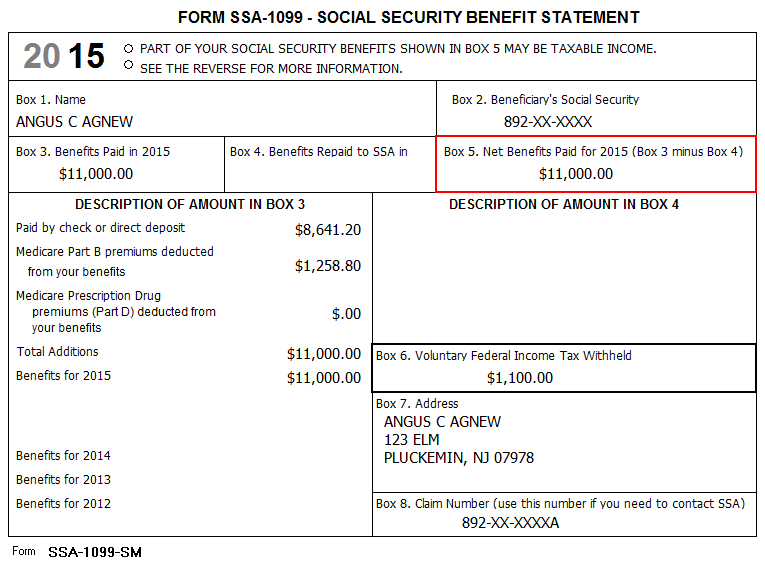 FORM SSA-1099 - SOCIAL SECURITY BENEFIT STATEMENT
2015
PART OF YOUR SOCIAL SECURITY BENEFITS SHOWN IN BOX 5 MAY BE TAXABLE INCOME.
SEE THE REVERSE FOR MORE INFORMATION.
Box 1. Name
ANGUS C AGNEW
Box 2. Beneficiary's Social Security
892-XX-XXXX
Box 3. Benefits Paid in 2015
$11,000.00
Box 4. Benefits Repaid to SSA in
Box 5. Net Benefits Paid for 2015 (Box 3 minus Box 4)
$11,000.00
DESCRIPTION OF AMOUNT IN BOX 3
Paid by check or direct deposit $8,641.20
Medicare Part B premiums deducted
from your benefits $1,258.80
Medicare Prescription Drug
premiums (Part D) deducted from
your benefits $.00
Total Additions $11,000.00
Benefits for 2015 $11,000.00
Benefits for 2014
Benefits for 2013
Benefits for 2012
DESCRIPTION OF AMOUNT IN BOX 4
Box 6. Voluntary Federal Income Tax Withheld
$1,100.00
Box 7. Address
ANGUS C AGNEW
123 ELM
PLUCKEMIN, NJ 07978
Box 8. Claim Number (use this number if you need to contact SSA)
892-XX-XXXXA
Form SSA-1099-SM